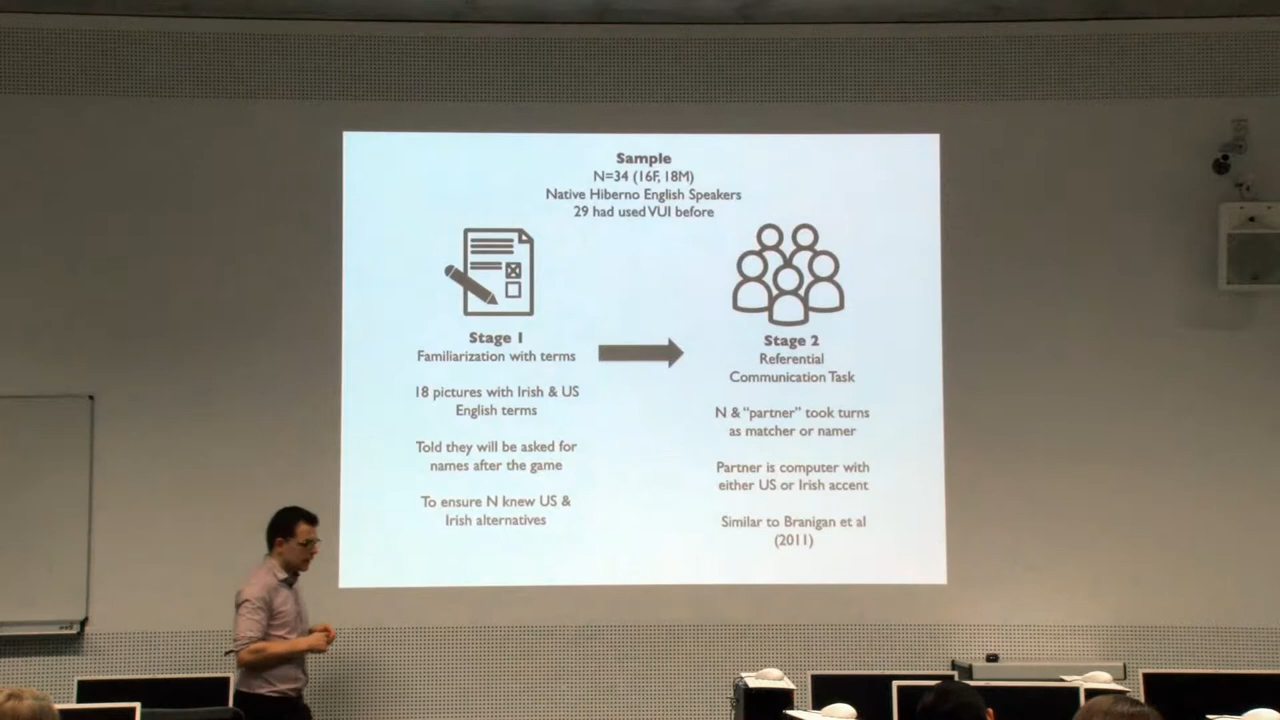 Sample
N=34 (16F, 18M)
Native Hiberno English Speakers
29 had used VUI before
Stage 1
Familiarization with terms
18 pictures with Irish & US
English terms
Told they will be asked for
names after the game
To ensure N knew US &
Irish alternatives
Stage 2
Referential
Communication Task
N & “partner” took turns
as matcher or namer
Partner is computer with
either US or Irish accent
Similar to Branigan et al
(2011)